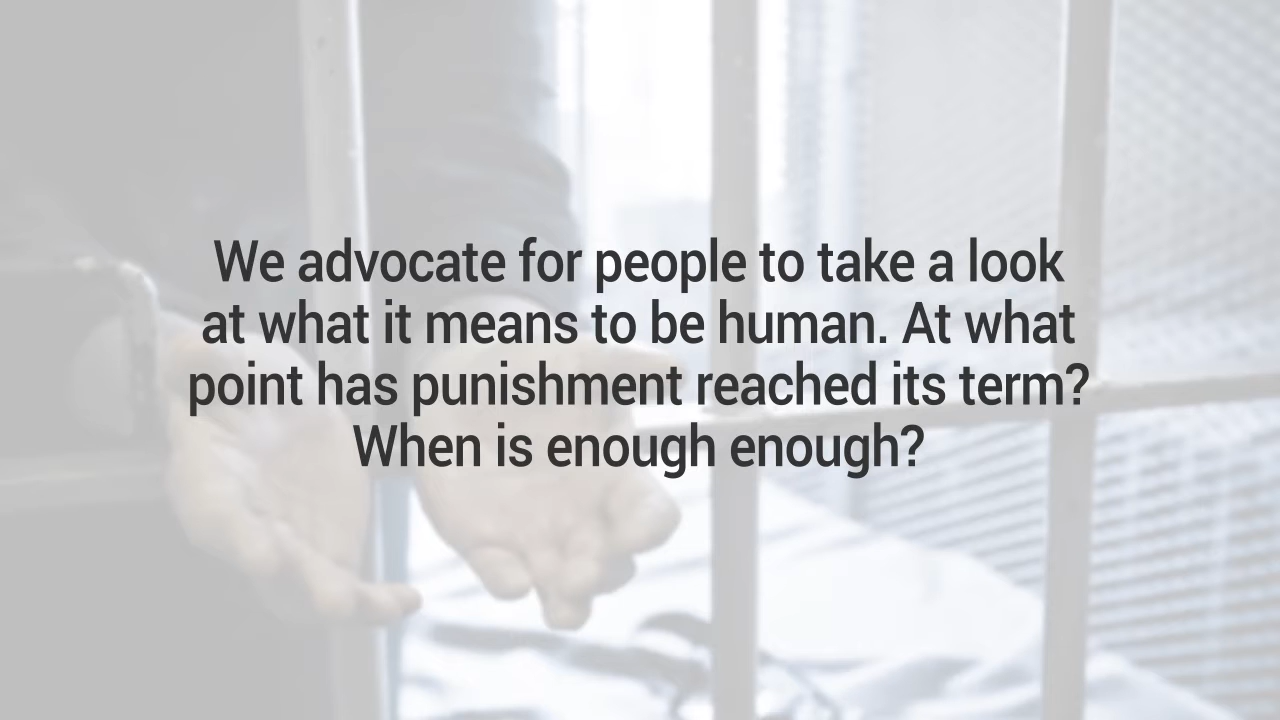 We advocate for people to take a look
at what it means to be human. At what
point has punishment reached its term?
When is enough enough?